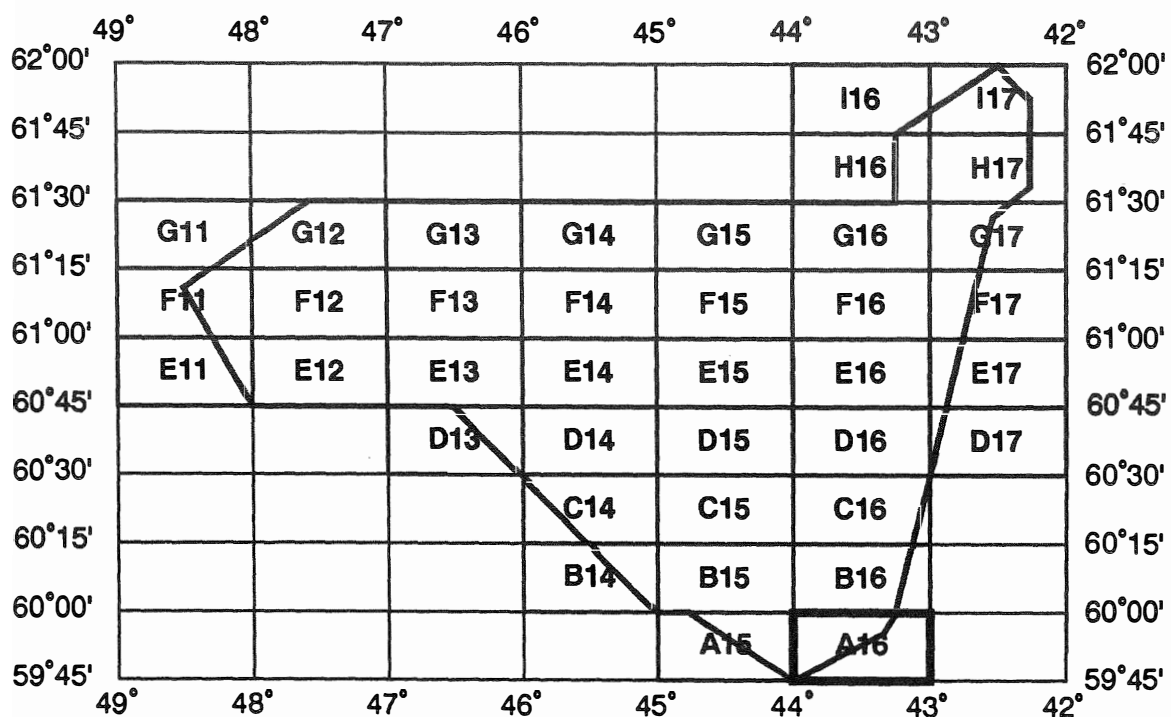 49° 48° 47° 46° 45° 44° 43° 42°
62°00' 62°00'
I16 I17
61°45' 61°45'
H16 H17
61°30' 61°30'
G11 G12 G13 G14 G15 G16 G17
61°15' 61°15'
F11 F12 F13 F14 F15 F16 F17
61°00' 61°00'
E11 E12 E13 E14 E15 E16 E17
60°45' 60°45'
D13 D14 D15 D16 D17
60°30' 60°30'
C14 C15 C16
60°15' 60°15'
B14 B15 B16
60°00' 60°00'
A15 A16
59°45' 59°45'
49° 48° 47° 46° 45° 44° 43° 42°